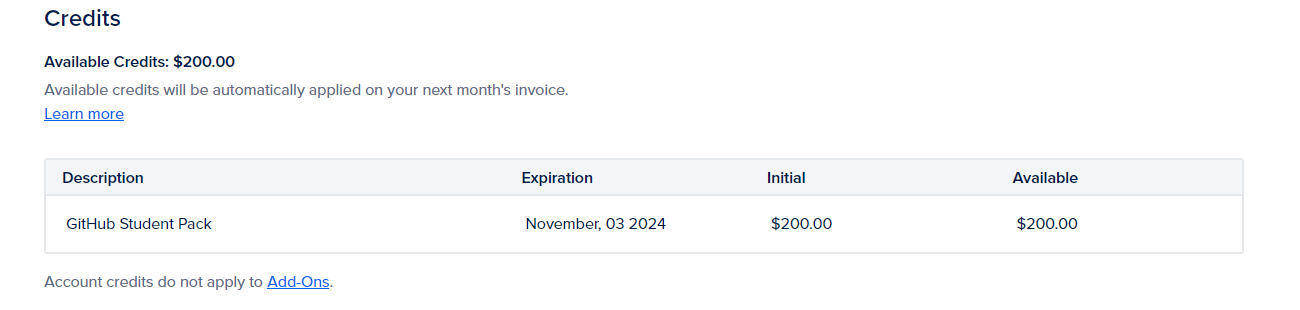 Credits
Available Credits: $200.00
Available credits will be automatically applied on your next month's invoice.
Learn more
Description Expiration Initial Available
GitHub Student Pack November, 03 2024 $200.00 $200.00
Account credits do not apply to Add-Ons.